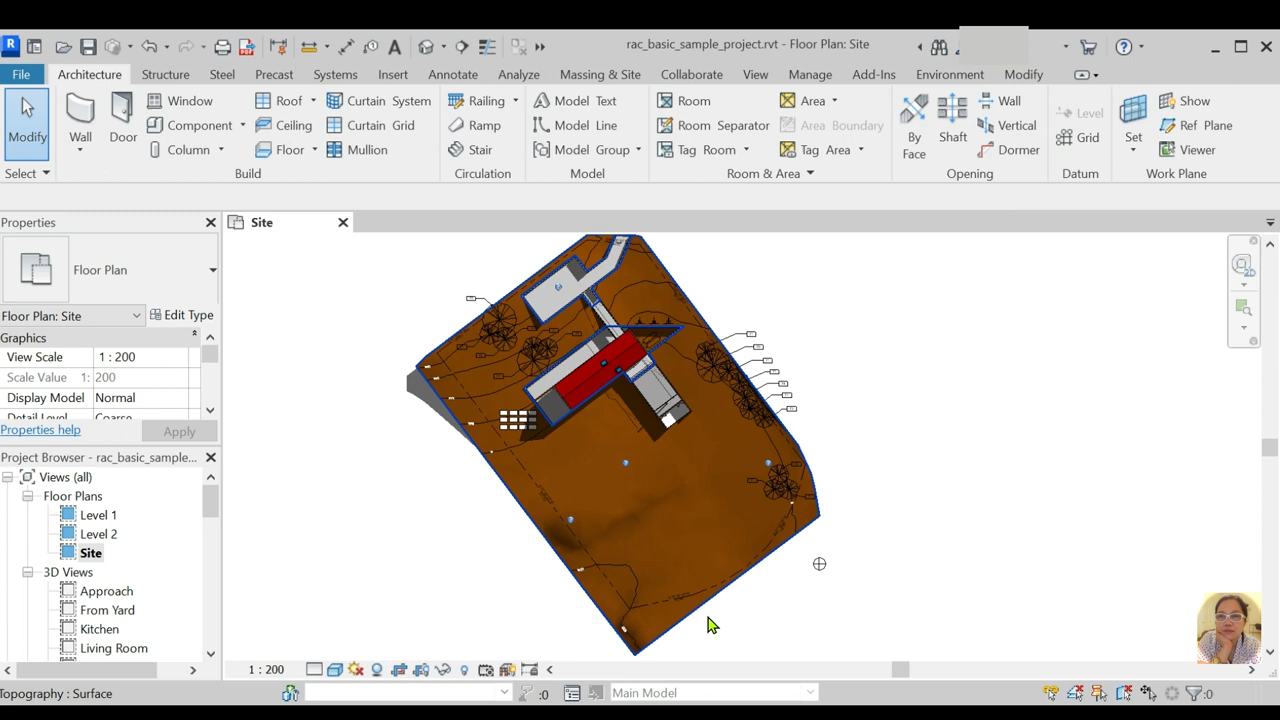 rac_basic_sample_project.rvt - Floor Plan: Site
File Architecture Structure Steel Precast Systems Insert Annotate Analyze Massing & Site Collaborate View Manage Add-Ins Environment Modify
Modify
Select
Wall
Door
Window
Component
Column
Roof
Ceiling
Floor
Curtain System
Curtain Grid
Mullion
Build
Railing
Ramp
Stair
Circulation
Model Text
Model Line
Model Group
Model
Room
Room Separator
Tag Room
Area
Area Boundary
Tag Area
Room & Area
By
Face
Shaft
Wall
Vertical
Dormer
Opening
Level
Grid
Datum
Set
Show
Ref Plane
Viewer
Work Plane
Properties
Floor Plan
Floor Plan: Site
Edit Type
Graphics
View Scale 1 : 200
Scale Value 1: 200
Display Model Normal
Detail Level Coarse
Properties help
Apply
Project Browser - rac_basic_sample...
Views (all)
Floor Plans
Level 1
Level 2
Site
3D Views
Approach
From Yard
Kitchen
Living Room
Site
2D
1 : 200
Topography : Surface
:0
Main Model
:0